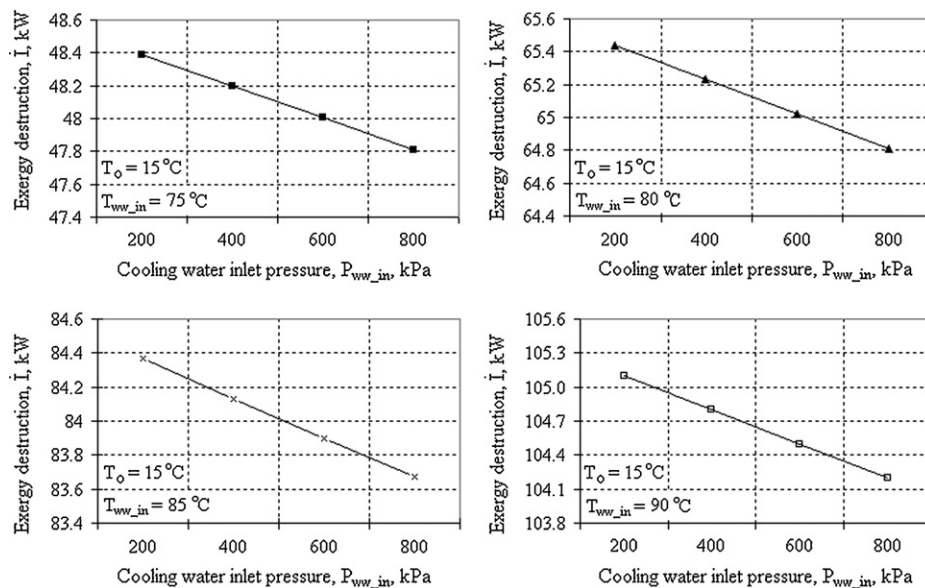 Exergy destruction, İ, kW
48.6
48.4
48.2
48
47.8
47.6
47.4
T_o = 15 °C
T_ww_in = 75 °C
200 400 600 800
Cooling water inlet pressure, P_ww_in, kPa
Exergy destruction, İ, kW
65.6
65.4
65.2
65
64.8
64.6
64.4
T_o = 15 °C
T_ww_in = 80 °C
200 400 600 800
Cooling water inlet pressure, P_ww_in, kPa
Exergy destruction, İ, kW
84.6
84.4
84.2
84
83.8
83.6
83.4
T_o = 15 °C
T_ww_in = 85 °C
200 400 600 800
Cooling water inlet pressure, P_ww_in, kPa
Exergy destruction, İ, kW
105.6
105.3
105.0
104.7
104.4
104.1
103.8
T_o = 15 °C
T_ww_in = 90 °C
200 400 600 800
Cooling water inlet pressure, P_ww_in, kPa